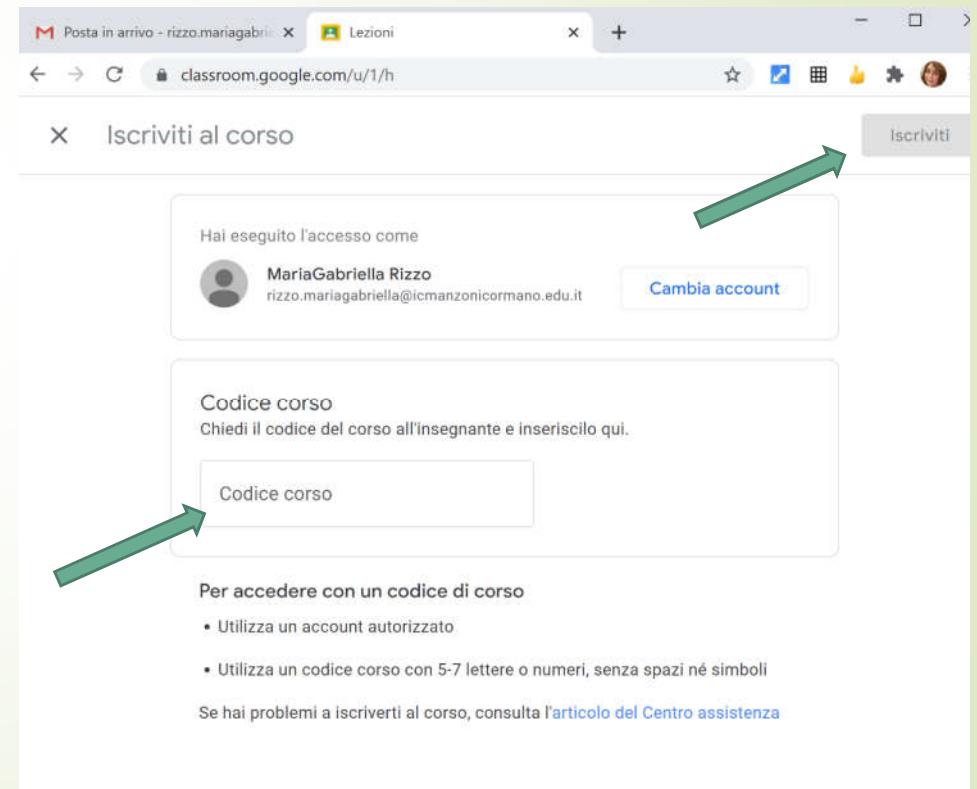 Posta in arrivo - rizzo.mariagabri
Lezioni
classroom.google.com/u/1/h
Iscriviti al corso
Iscriviti
Hai eseguito l'accesso come
MariaGabriella Rizzo
rizzo.mariagabriella@icmanzonicormano.edu.it
Cambia account
Codice corso
Chiedi il codice del corso all'insegnante e inseriscilo qui.
Codice corso
Per accedere con un codice di corso
• Utilizza un account autorizzato
• Utilizza un codice corso con 5-7 lettere o numeri, senza spazi né simboli
Se hai problemi a iscriverti al corso, consulta l'articolo del Centro assistenza